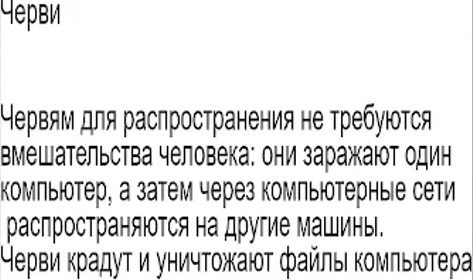 Черви
Червям для распространения не требуются
вмешательства человека: они заражают один
компьютер, а затем через компьютерные сети
распространяются на другие машины.
Черви крадут и уничтожают файлы компьютера